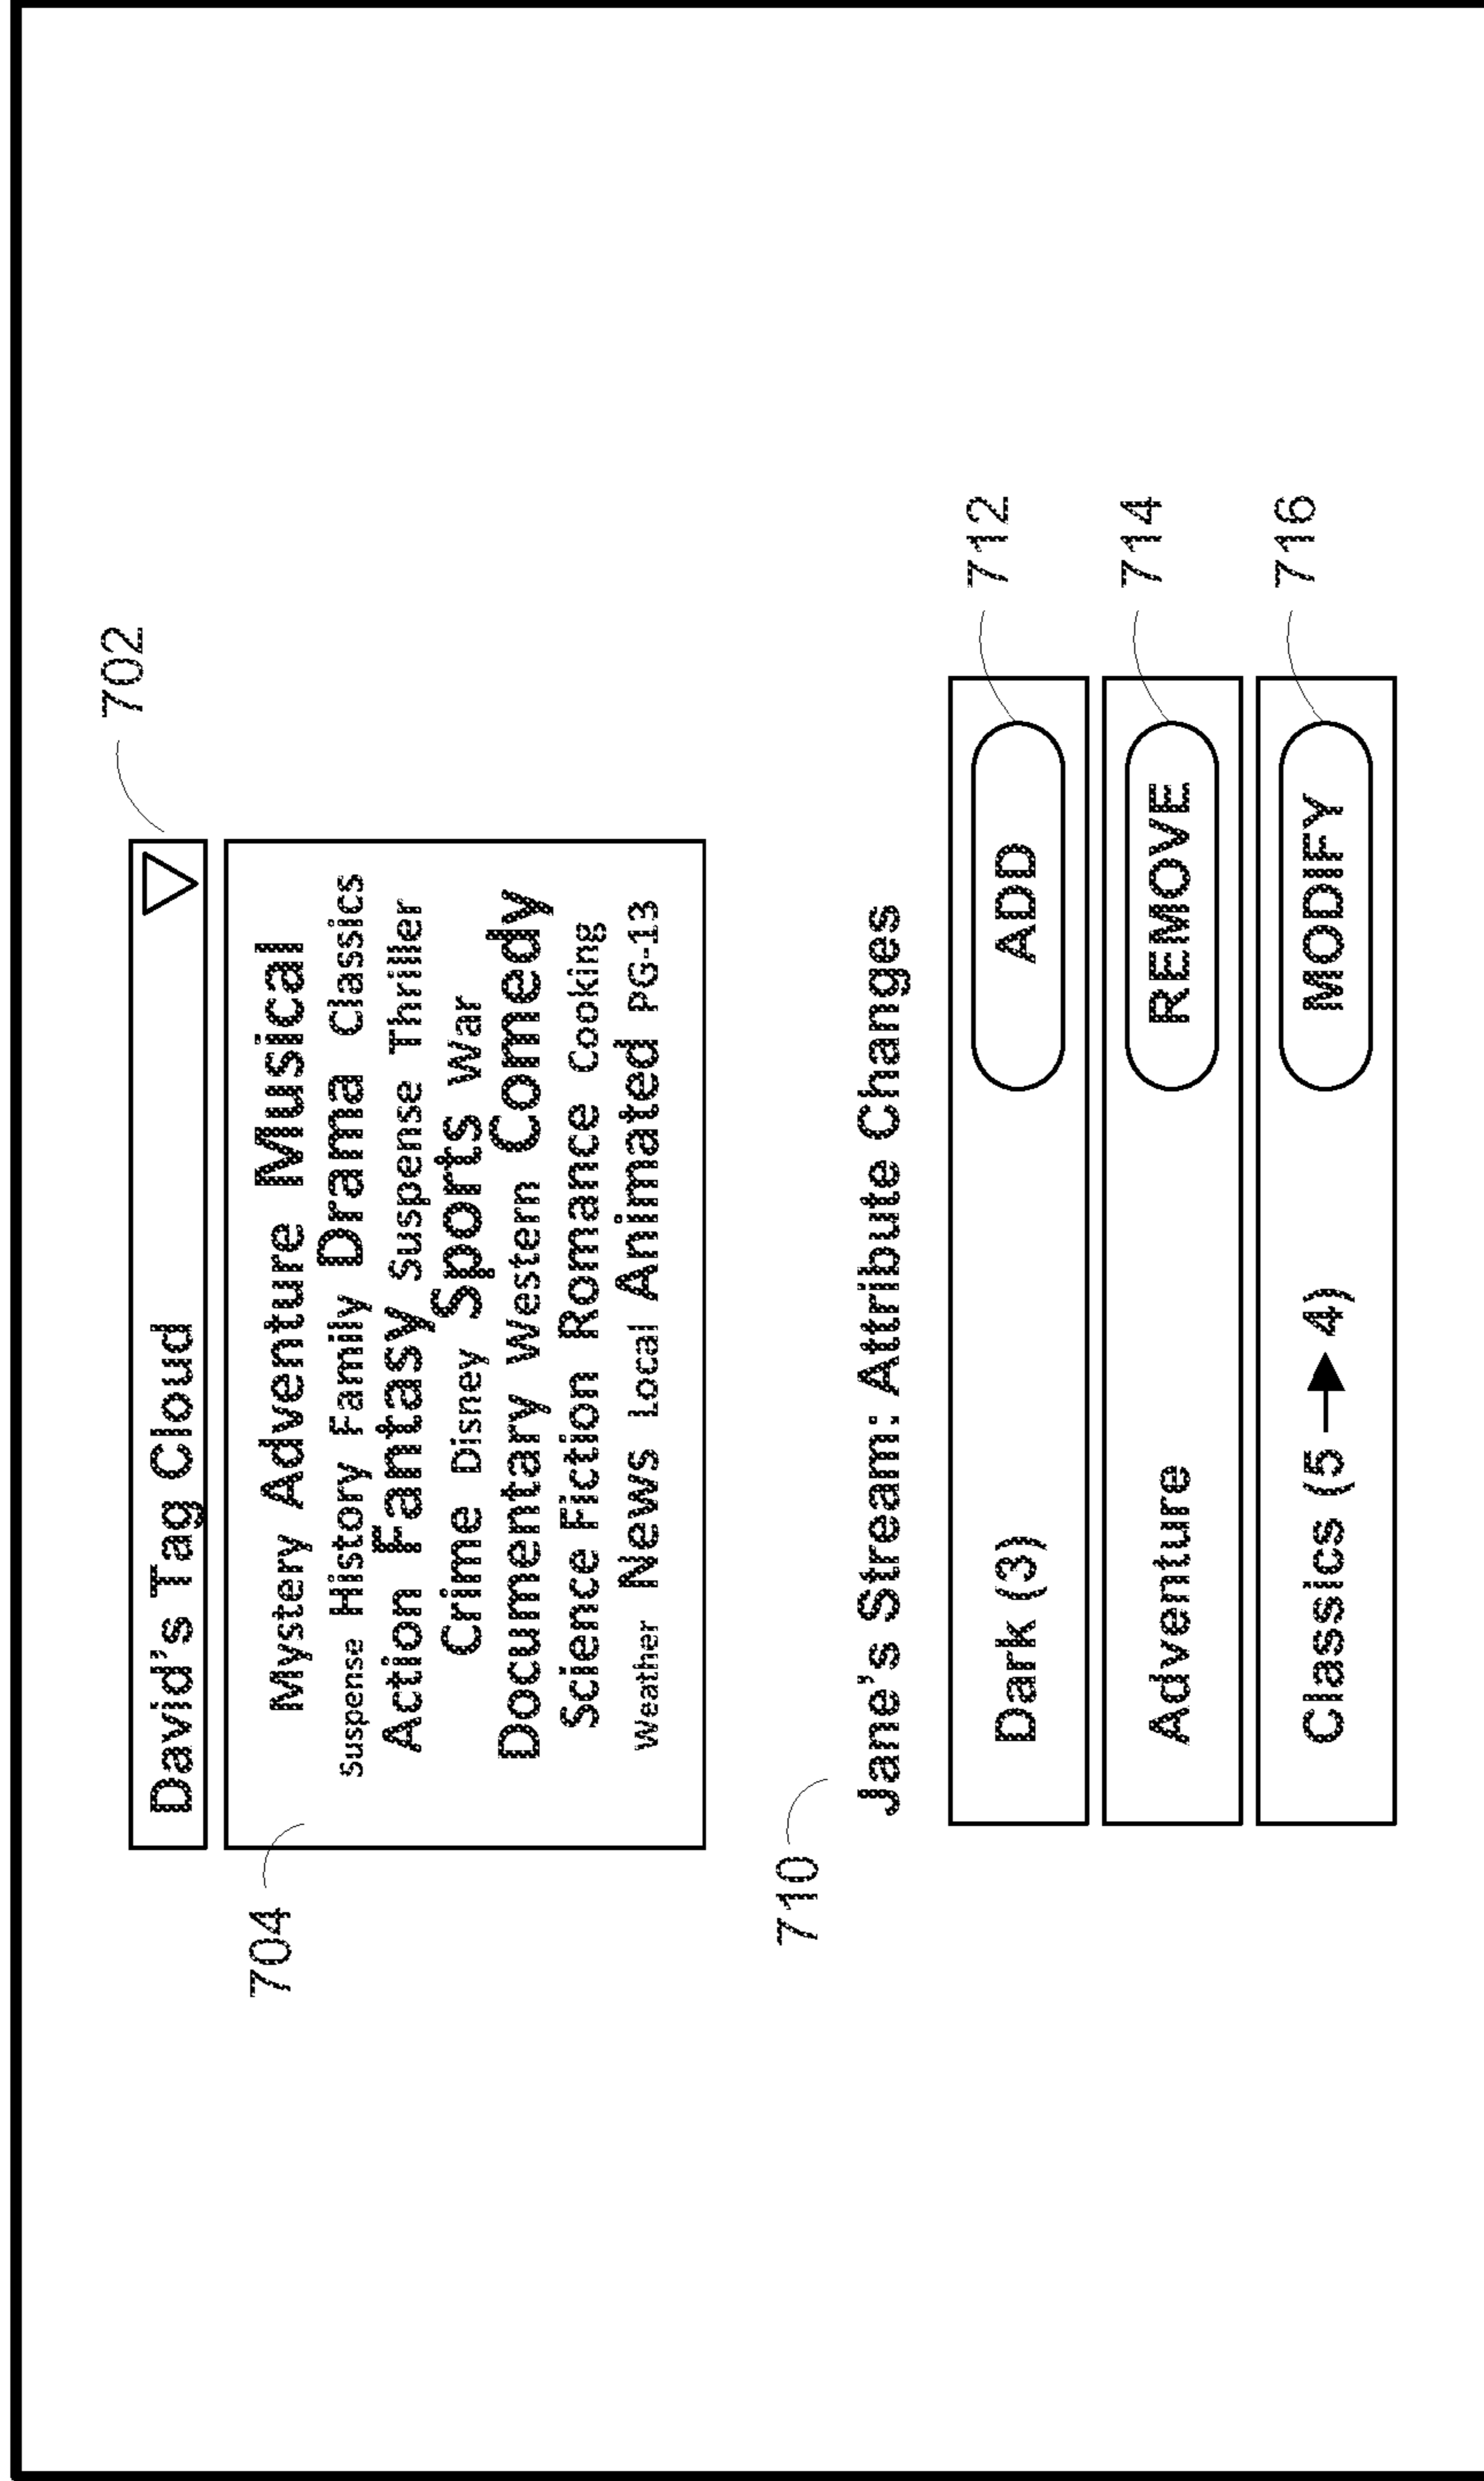 702
David's Tag Cloud
704
Mystery Adventure Musical
Suspense History Family Drama Classics
Action Fantasy Suspense Thriller
Crime Disney Sports War
Documentary Western Comedy
Science Fiction Romance Cooking
Weather News Local Animated PG-13
710
Jane's Stream: Attribute Changes
Dark (3) ADD 712
Adventure REMOVE 714
Classics (5 → 4) MODIFY 716